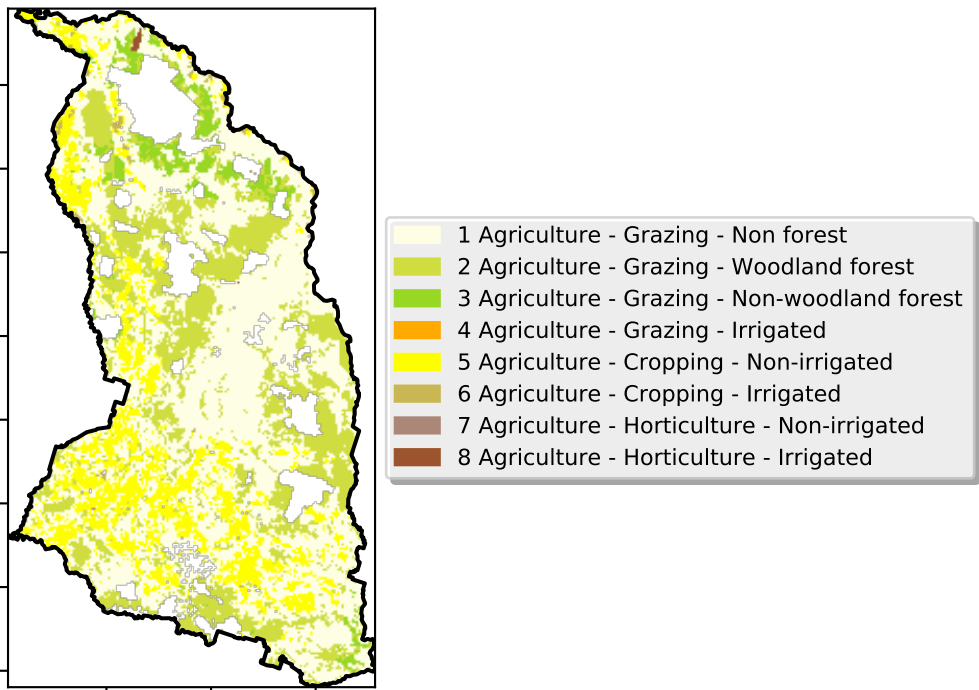 1 Agriculture - Grazing - Non forest
2 Agriculture - Grazing - Woodland forest
3 Agriculture - Grazing - Non-woodland forest
4 Agriculture - Grazing - Irrigated
5 Agriculture - Cropping - Non-irrigated
6 Agriculture - Cropping - Irrigated
7 Agriculture - Horticulture - Non-irrigated
8 Agriculture - Horticulture - Irrigated